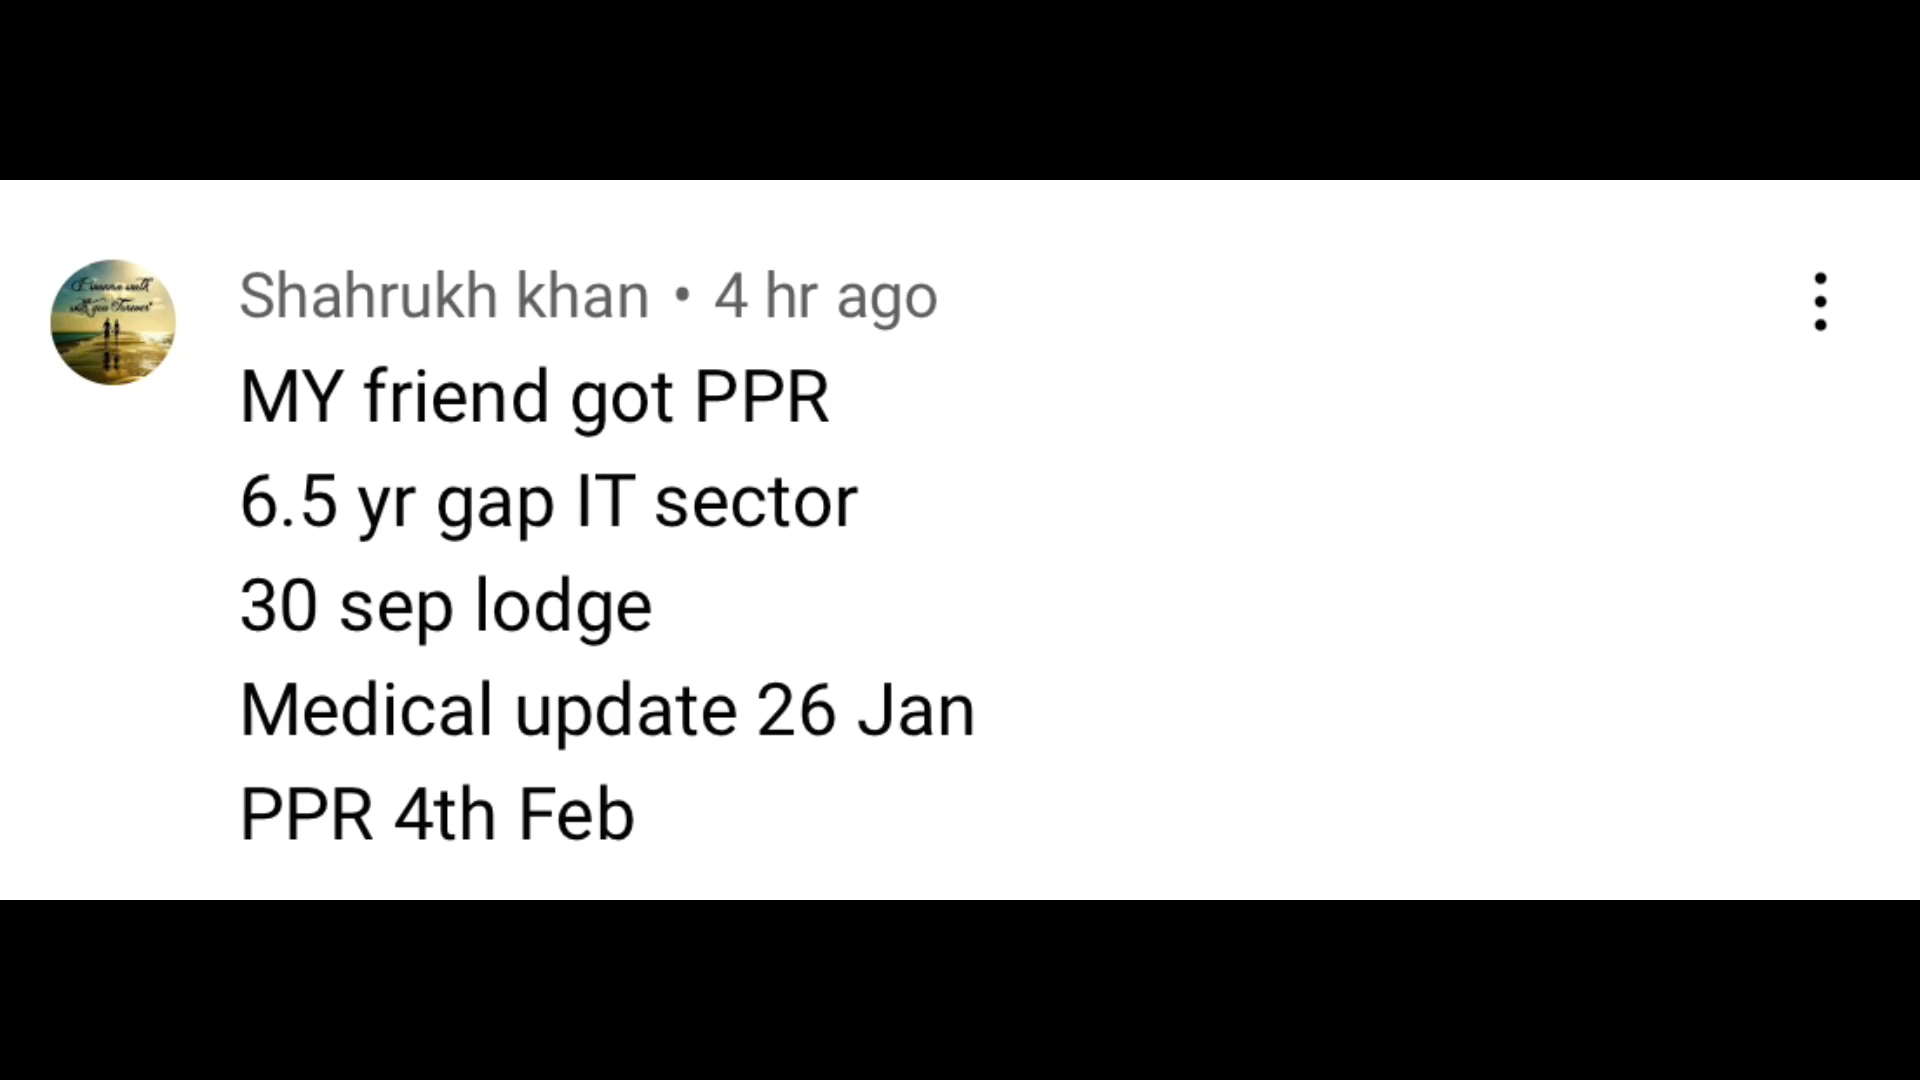 Shahrukh khan • 4 hr ago
MY friend got PPR
6.5 yr gap IT sector
30 sep lodge
Medical update 26 Jan
PPR 4th Feb